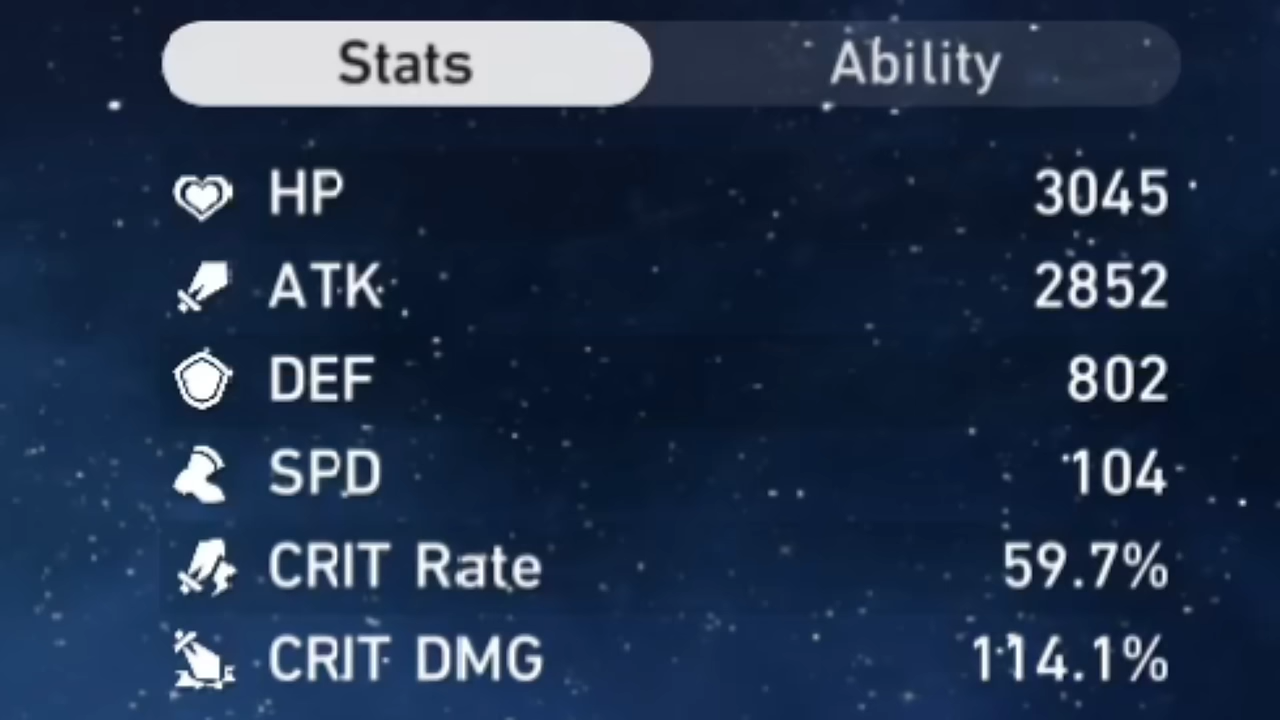 Stats Ability
HP 3045
ATK 2852
DEF 802
SPD 104
CRIT Rate 59.7%
CRIT DMG 114.1%